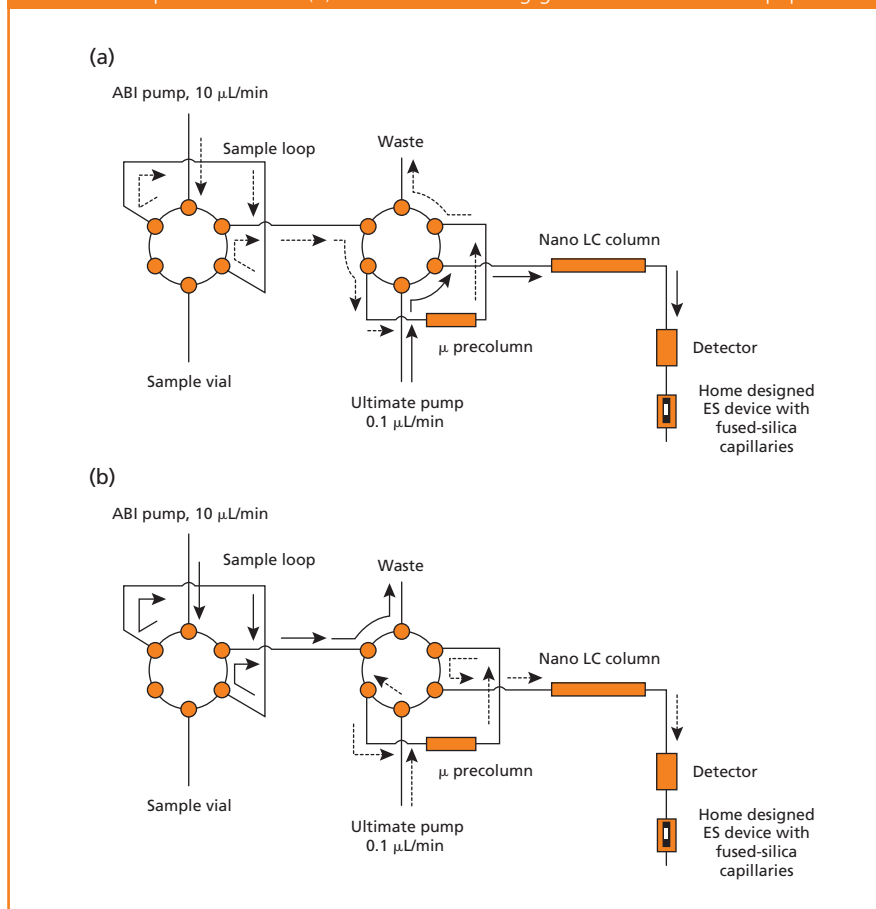 (a)
ABI pump, 10 μL/min
Sample loop
Waste
Nano LC column
μ precolumn
Detector
Sample vial
Ultimate pump
0.1 μL/min
Home designed
ES device with
fused-silica
capillaries
(b)
ABI pump, 10 μL/min
Sample loop
Waste
Nano LC column
μ precolumn
Detector
Sample vial
Ultimate pump
0.1 μL/min
Home designed
ES device with
fused-silica
capillaries